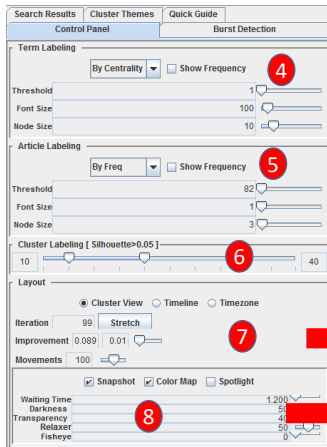 Search Results Cluster Themes Quick Guide
Control Panel Burst Detection
Term Labeling
By Centrality Show Frequency 4
Threshold 1
Font Size 100
Node Size 10
Article Labeling
By Freq Show Frequency 5
Threshold 82
Font Size 1
Node Size 3
Cluster Labeling [ Silhouette>0.05 ]
10 6 40
Layout
Cluster View Timeline Timezone
Iteration 99 Stretch
Improvement 0.089 0.01 7
Movements 100
Snapshot Color Map Spotlight
Waiting Time 1.200
Darkness
Transparency 8
Relaxer 50
Fisheye 0